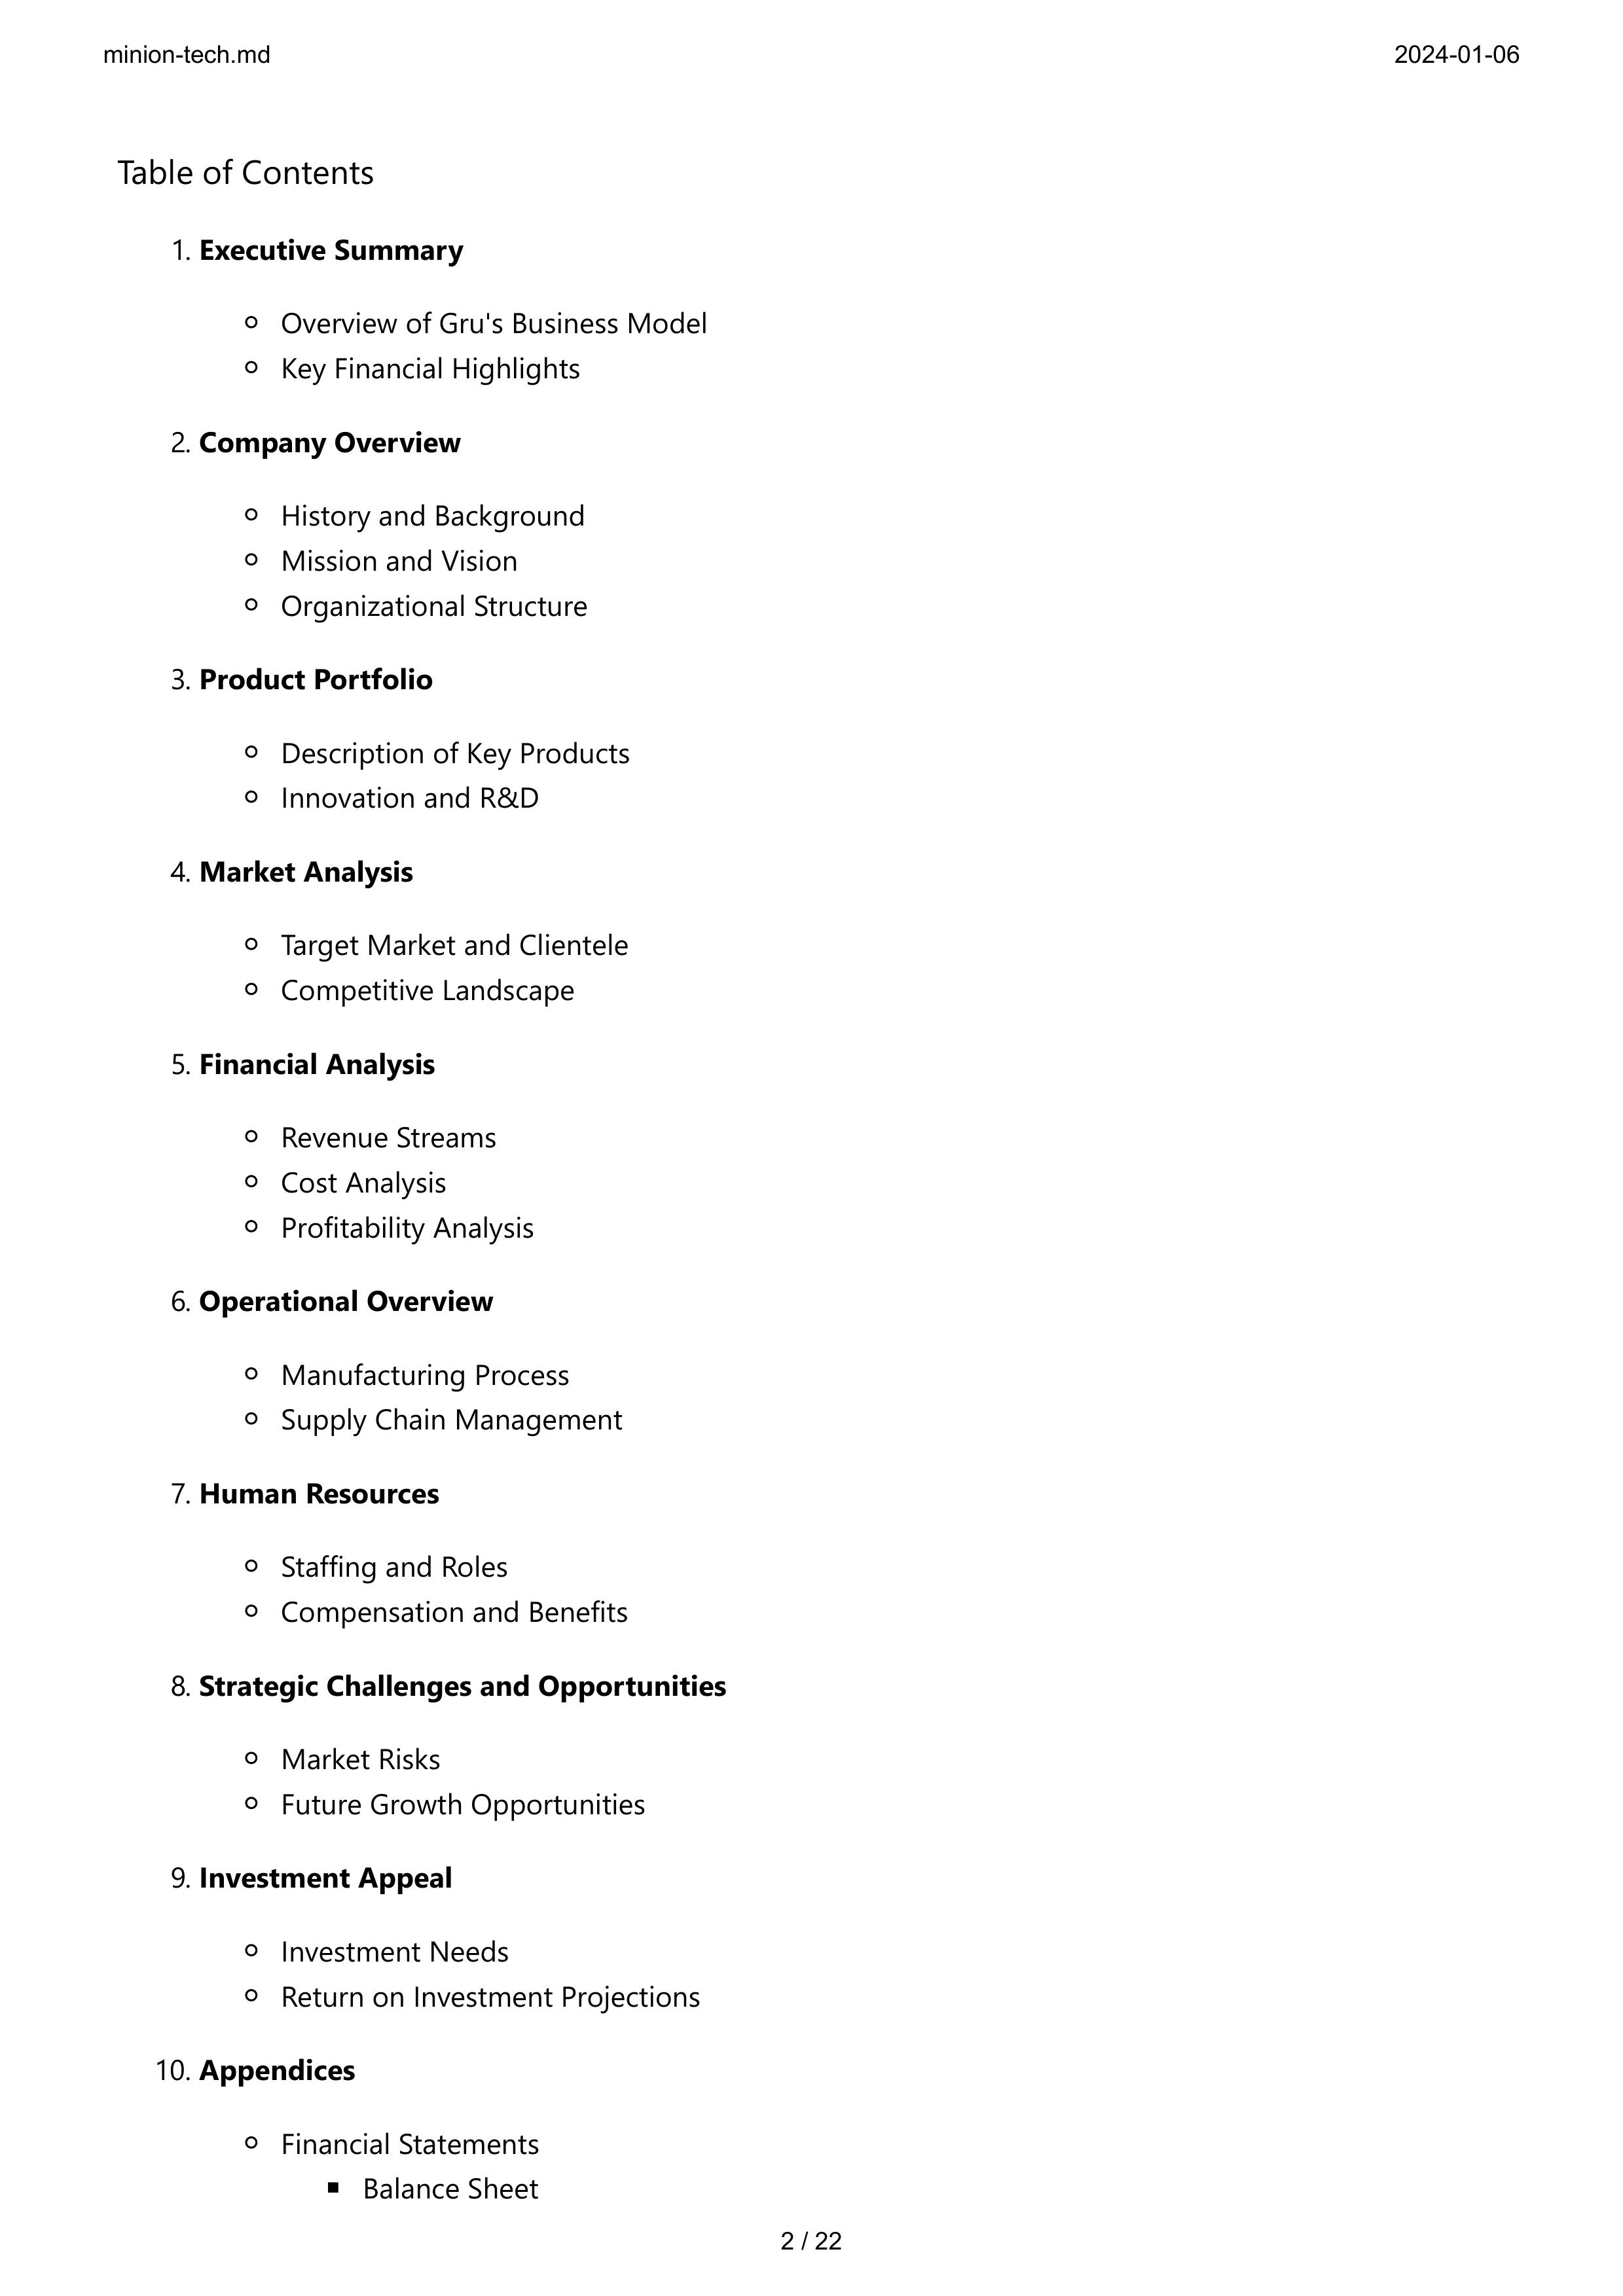 minion-tech.md 2024-01-06
Table of Contents
1. Executive Summary
Overview of Gru's Business Model
Key Financial Highlights
2. Company Overview
History and Background
Mission and Vision
Organizational Structure
3. Product Portfolio
Description of Key Products
Innovation and R&D
4. Market Analysis
Target Market and Clientele
Competitive Landscape
5. Financial Analysis
Revenue Streams
Cost Analysis
Profitability Analysis
6. Operational Overview
Manufacturing Process
Supply Chain Management
7. Human Resources
Staffing and Roles
Compensation and Benefits
8. Strategic Challenges and Opportunities
Market Risks
Future Growth Opportunities
9. Investment Appeal
Investment Needs
Return on Investment Projections
10. Appendices
Financial Statements
Balance Sheet
2 / 22